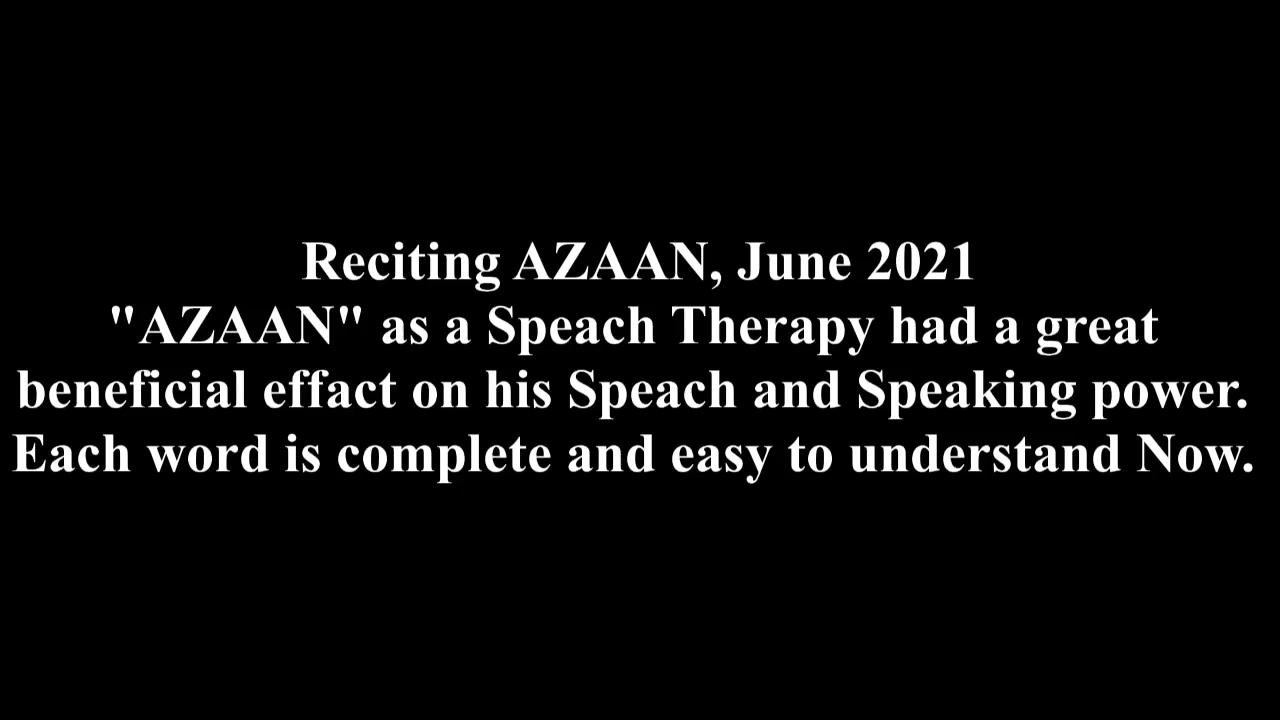 Reciting AZAAN, June 2021
"AZAAN" as a Speach Therapy had a great
beneficial effact on his Speach and Speaking power.
Each word is complete and easy to understand Now.